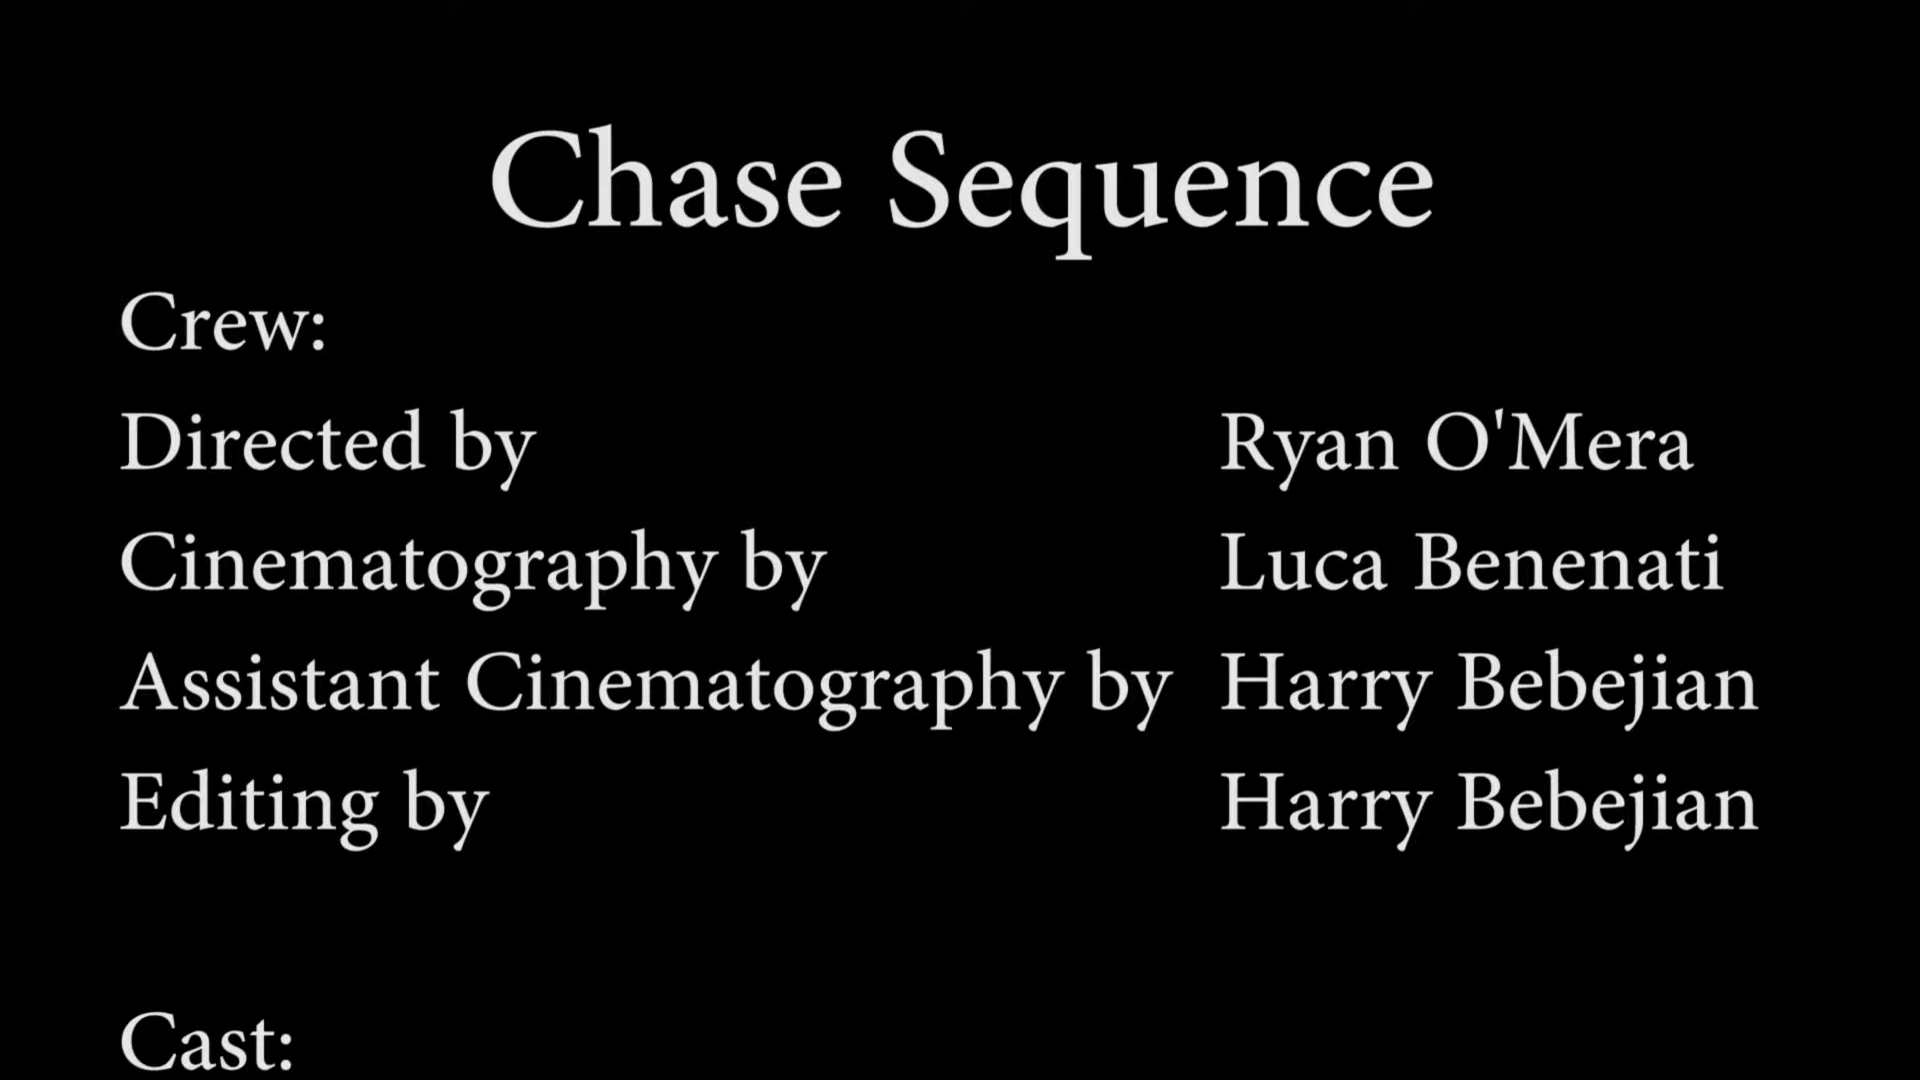 Chase Sequence
Crew:
Directed by Ryan O'Mera
Cinematography by Luca Benenati
Assistant Cinematography by Harry Bebejian
Editing by Harry Bebejian
Cast: